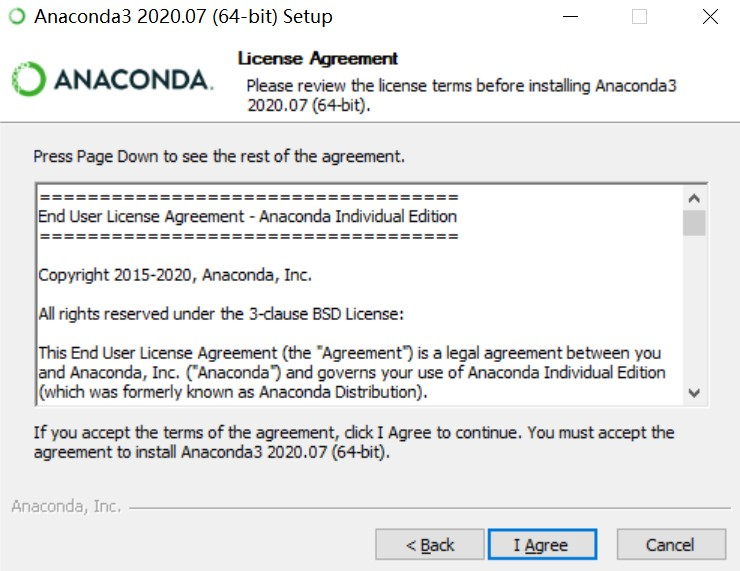 Anaconda3 2020.07 (64-bit) Setup
ANACONDA.
License Agreement
Please review the license terms before installing Anaconda3
2020.07 (64-bit).
Press Page Down to see the rest of the agreement.
===================================
End User License Agreement - Anaconda Individual Edition
===================================
Copyright 2015-2020, Anaconda, Inc.
All rights reserved under the 3-clause BSD License:
This End User License Agreement (the "Agreement") is a legal agreement between you
and Anaconda, Inc. ("Anaconda") and governs your use of Anaconda Individual Edition
(which was formerly known as Anaconda Distribution).
If you accept the terms of the agreement, click I Agree to continue. You must accept the
agreement to install Anaconda3 2020.07 (64-bit).
Anaconda, Inc.
< Back
I Agree
Cancel